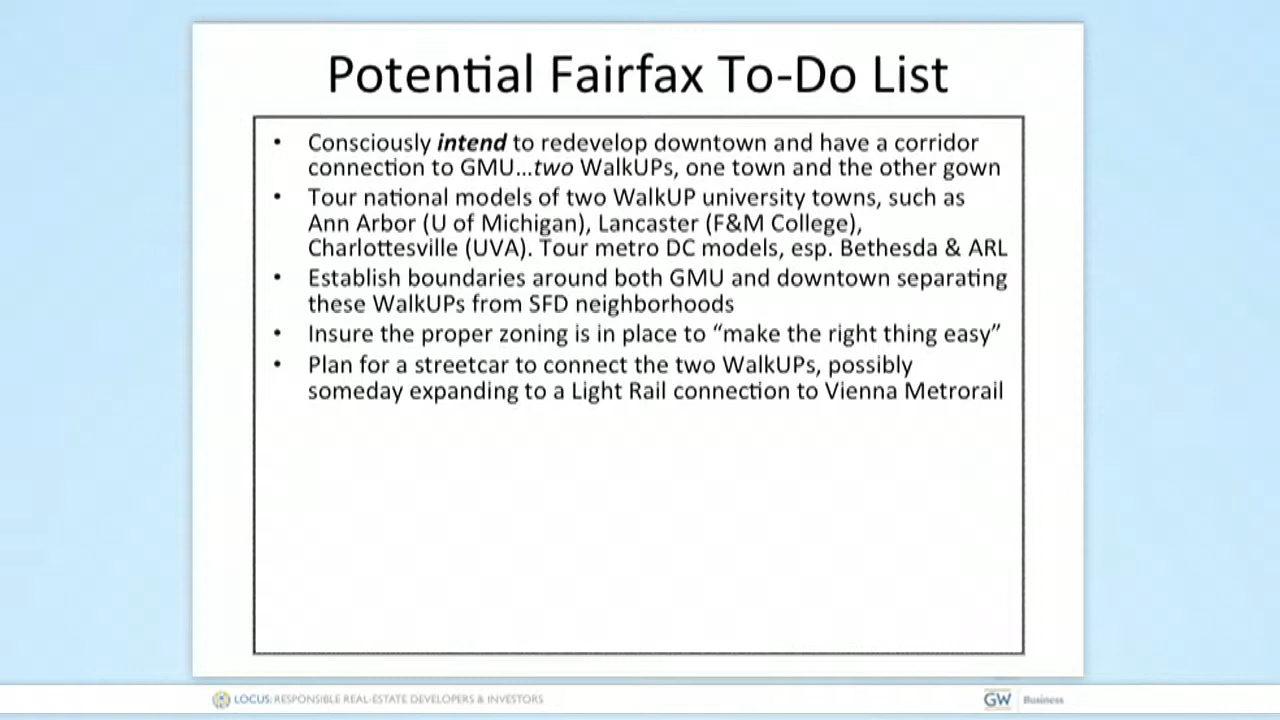 Potential Fairfax To-Do List
• Consciously intend to redevelop downtown and have a corridor
connection to GMU...two WalkUPs, one town and the other gown
• Tour national models of two WalkUP university towns, such as
Ann Arbor (U of Michigan), Lancaster (F&M College),
Charlottesville (UVA). Tour metro DC models, esp. Bethesda & ARL
• Establish boundaries around both GMU and downtown separating
these WalkUPs from SFD neighborhoods
• Insure the proper zoning is in place to “make the right thing easy”
• Plan for a streetcar to connect the two WalkUPs, possibly
someday expanding to a Light Rail connection to Vienna Metrorail
LOCUS: RESPONSIBLE REAL-ESTATE DEVELOPERS & INVESTORS
GW Business